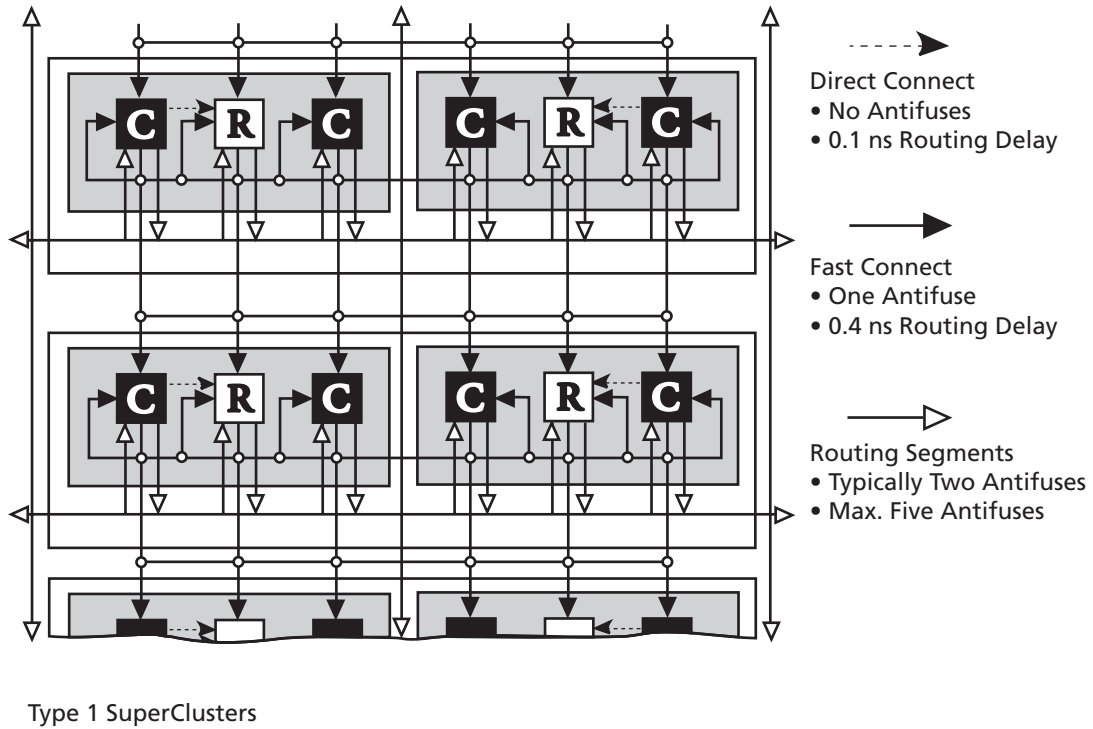 C R C C R C
C R C C R C
Direct Connect
• No Antifuses
• 0.1 ns Routing Delay
Fast Connect
• One Antifuse
• 0.4 ns Routing Delay
Routing Segments
• Typically Two Antifuses
• Max. Five Antifuses
Type 1 SuperClusters